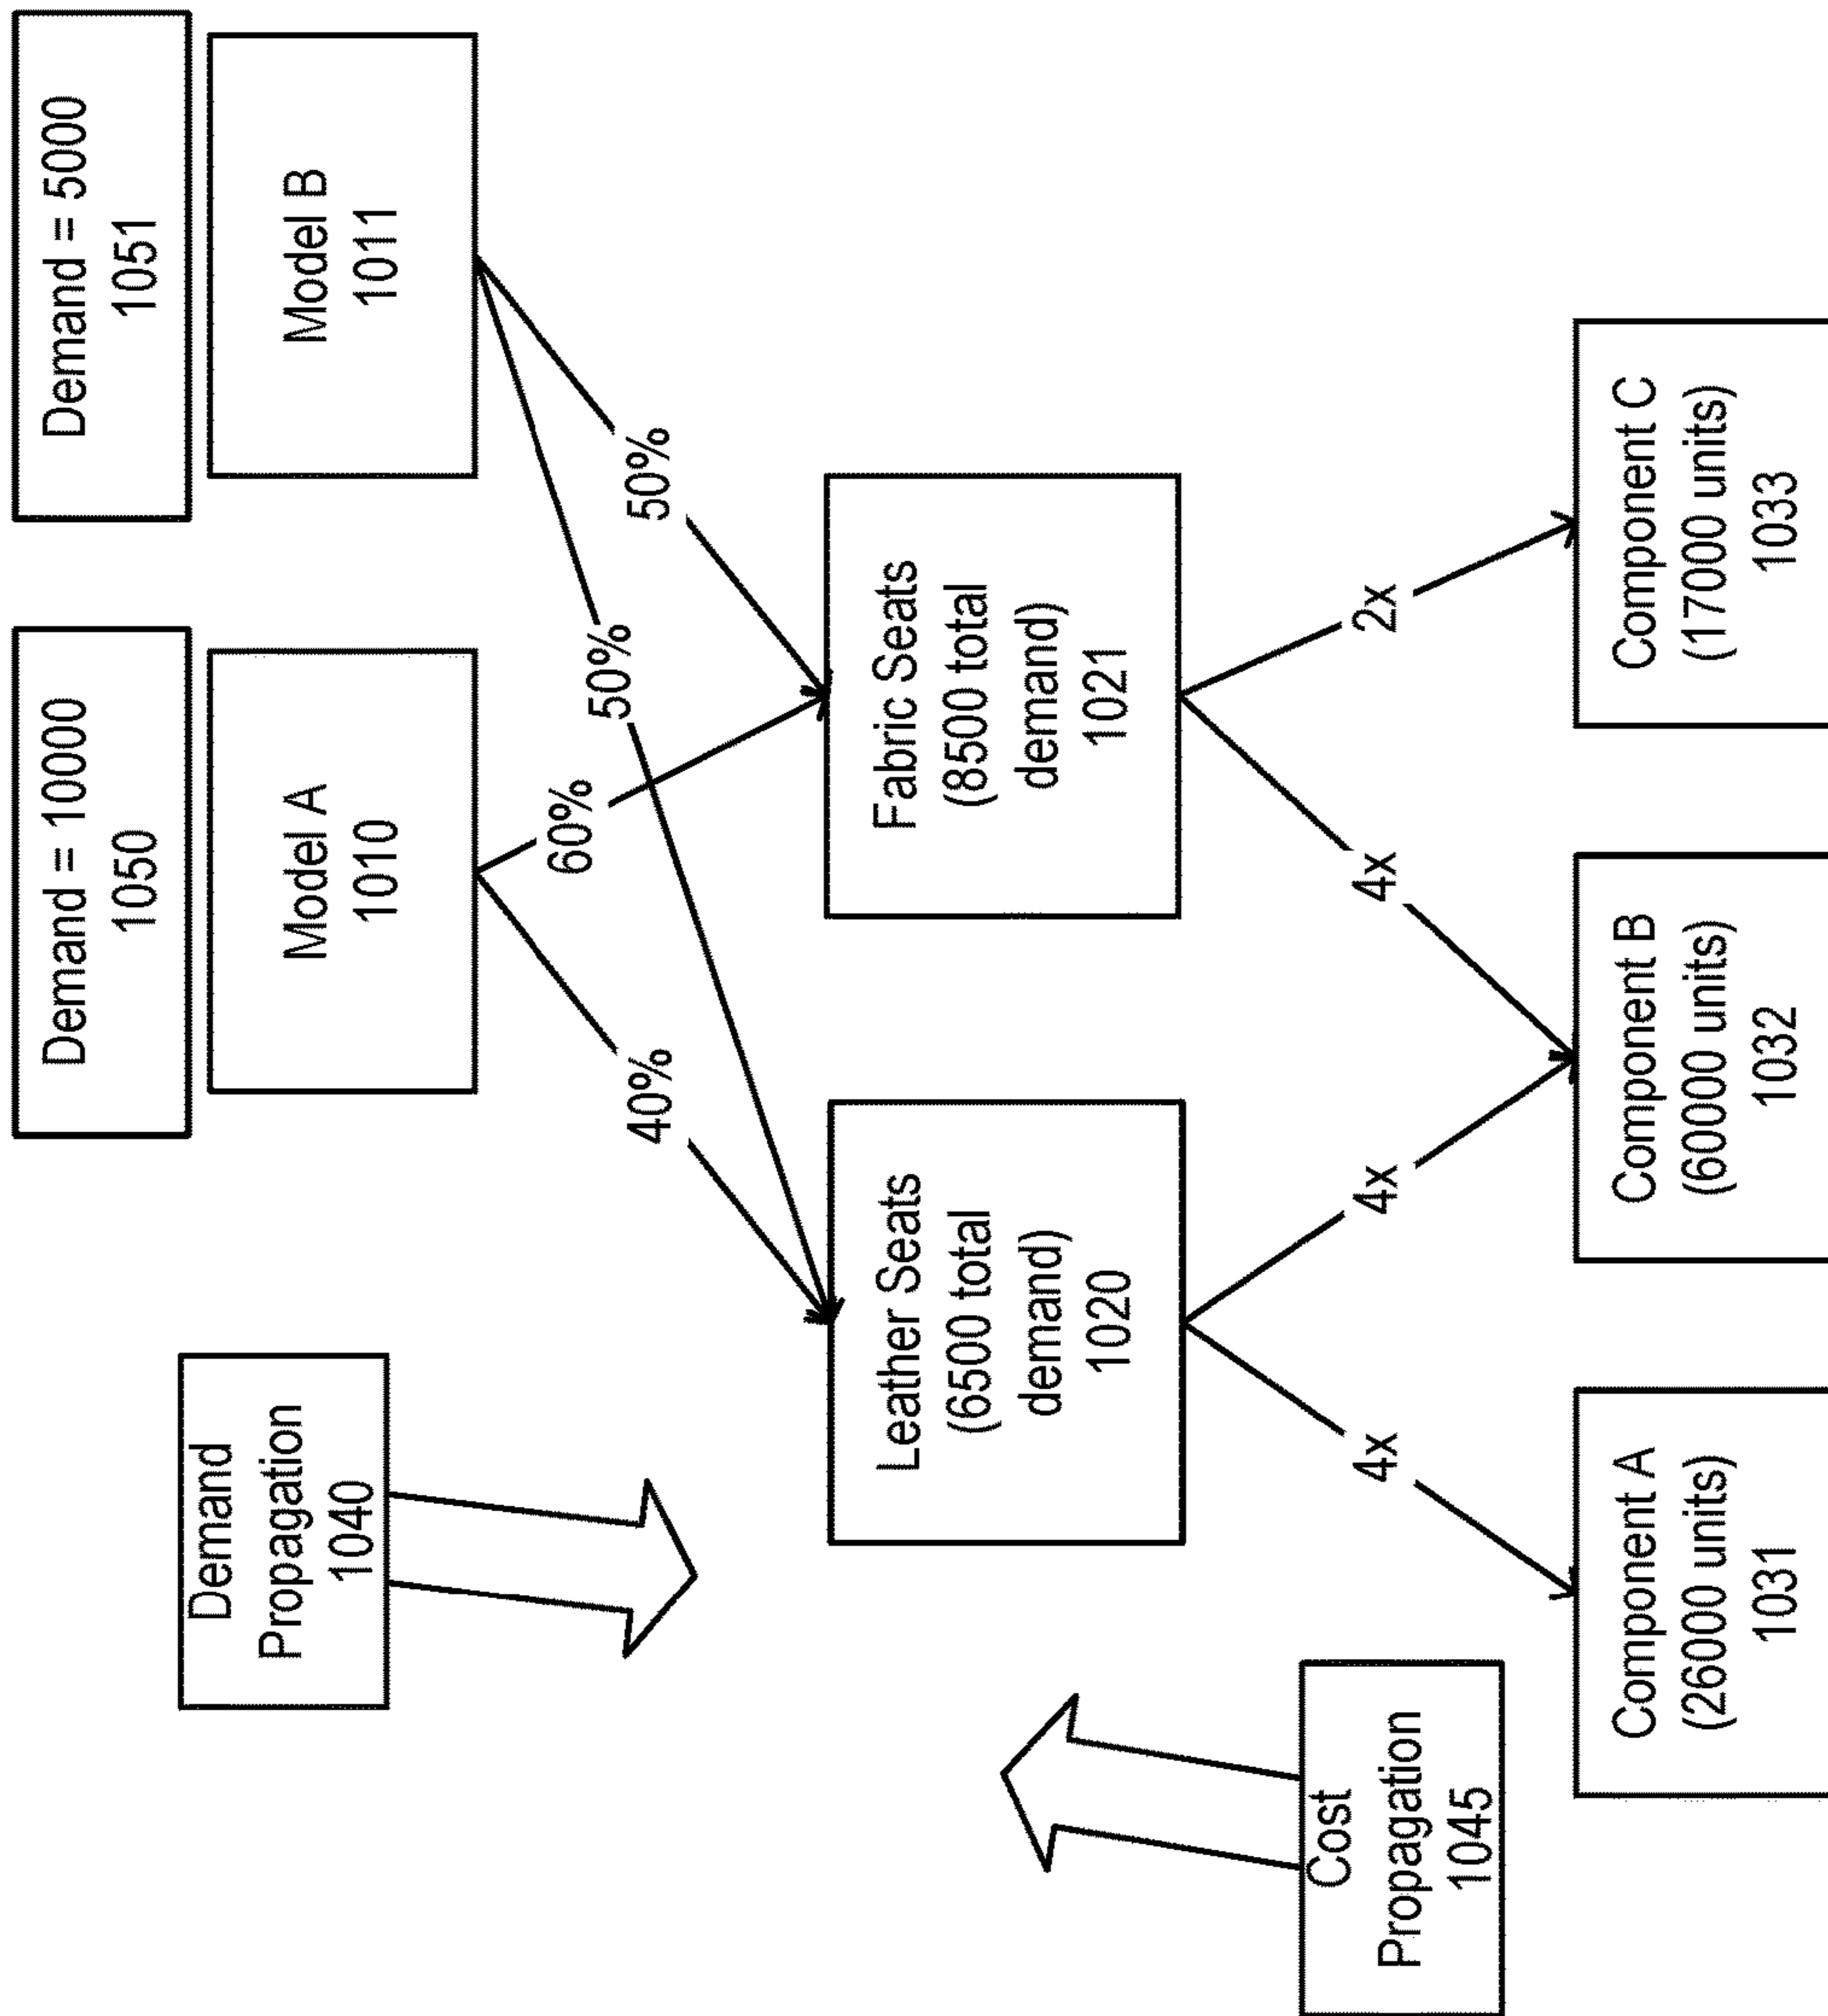 Demand = 10000
1050
Demand = 5000
1051
Demand
Propagation
1040
Model A
1010
Model B
1011
40%
60%
50%
50%
Leather Seats
(6500 total
demand)
1020
Fabric Seats
(8500 total
demand)
1021
Cost
Propagation
1045
4x
4x
4x
2x
Component A
(26000 units)
1031
Component B
(60000 units)
1032
Component C
(17000 units)
1033